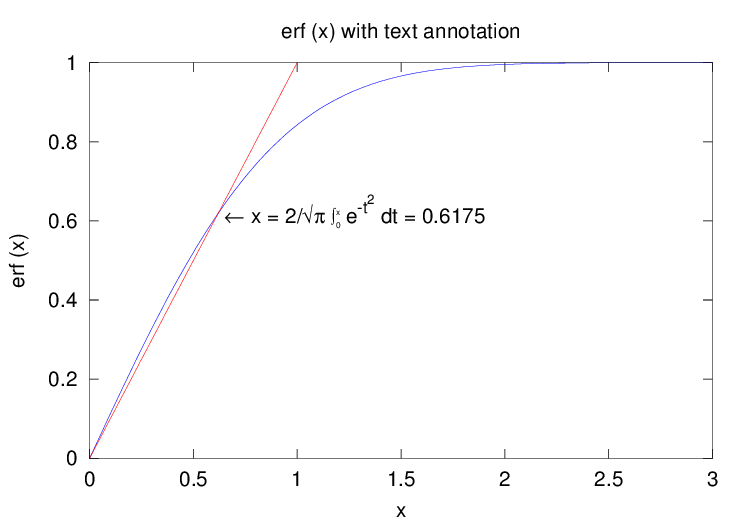 erf (x) with text annotation
1
0.8
← x = 2/√π ∫₀ˣ e^-t² dt = 0.6175
0.6
erf (x)
0.4
0.2
0
0 0.5 1 1.5 2 2.5 3
x